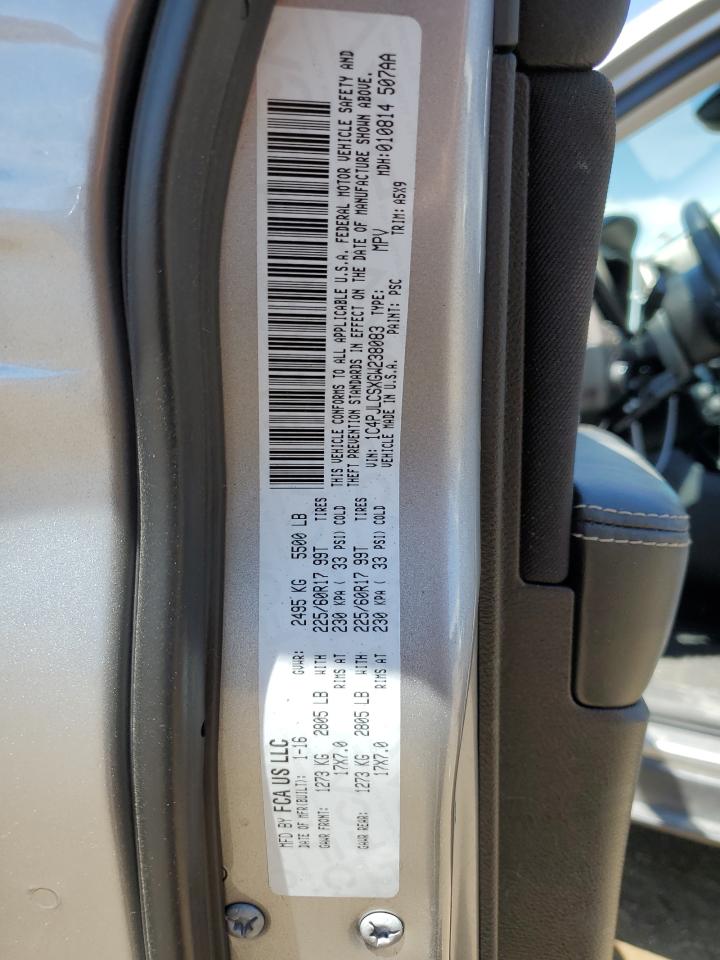 MFD BY FCA US LLC
DATE OF MFR(BUILT): 1-16 GVWR: 2495 KG 5500 LB
GAWR FRONT: 1273 KG 2805 LB WITH 225/60R17 99T TIRES
17X7.0 RIMS AT 230 KPA ( 33 PSI) COLD
GAWR REAR: 1273 KG 2805 LB WITH 225/60R17 99T TIRES
17X7.0 RIMS AT 230 KPA ( 33 PSI) COLD
THIS VEHICLE CONFORMS TO ALL APPLICABLE U.S.A. FEDERAL MOTOR VEHICLE SAFETY AND
THEFT PREVENTION STANDARDS IN EFFECT ON THE DATE OF MANUFACTURE SHOWN ABOVE.
VIN: 1C4PJLCSXGW238083 TYPE: MPV MDH:010814 507AA
VEHICLE MADE IN U.S.A. PAINT: PSC TRIM: A5X9